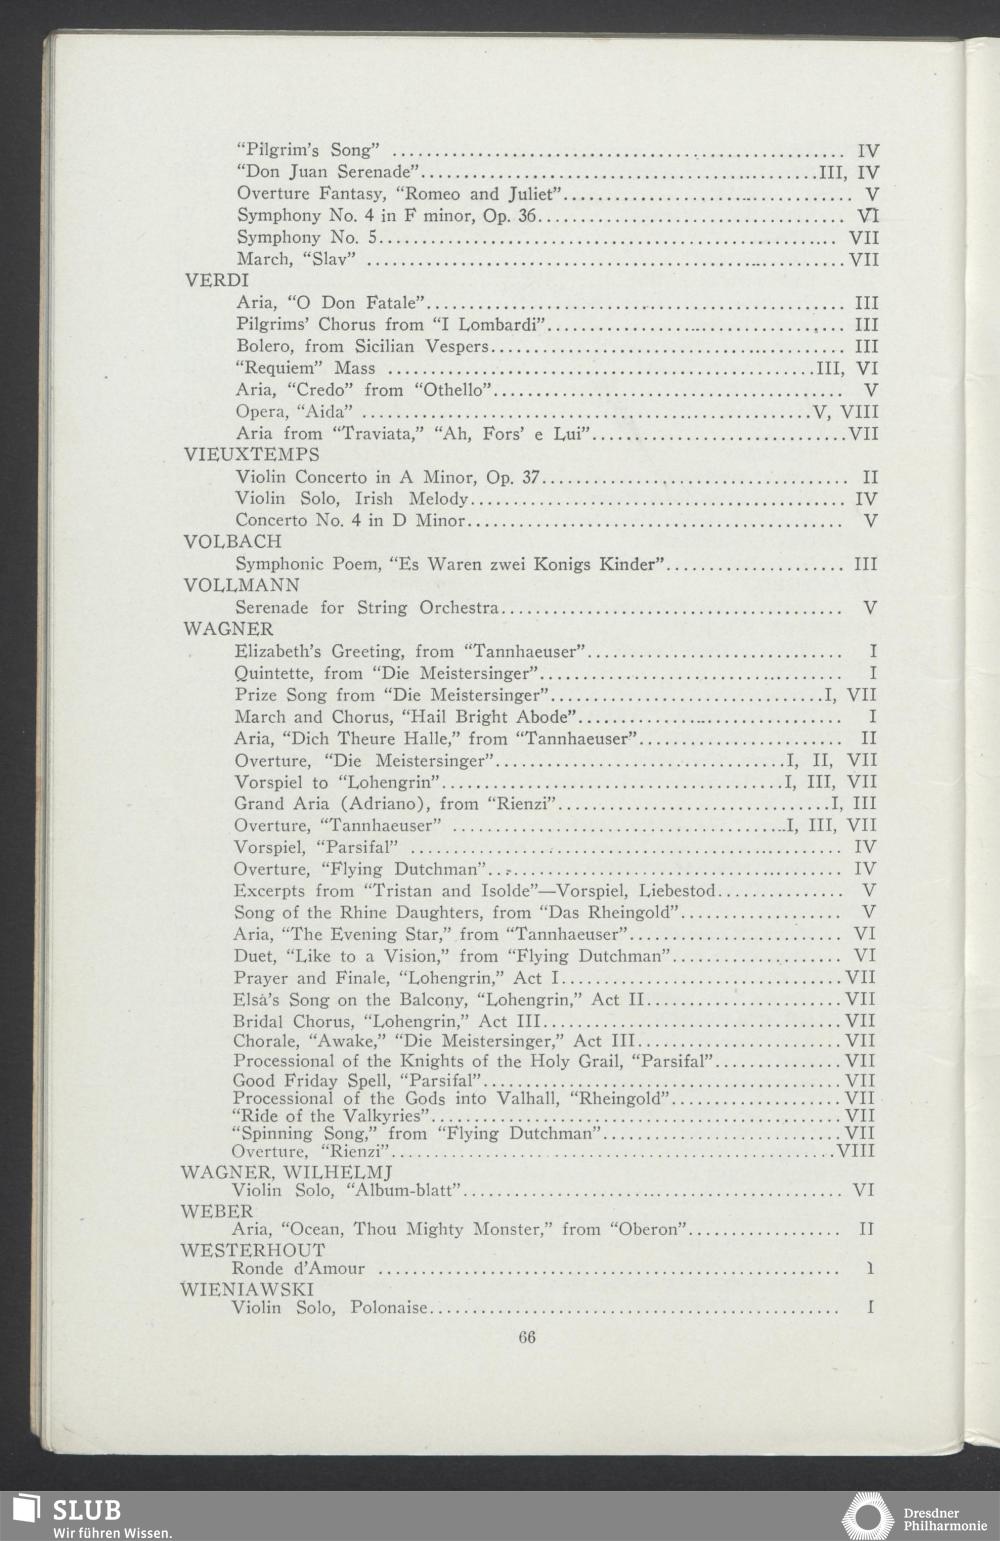 “Pilgrim's Song” ..... IV
“Don Juan Serenade”.....III, IV
Overture Fantasy, “Romeo and Juliet”..... V
Symphony No. 4 in F minor, Op. 36..... VI
Symphony No. 5..... VII
March, “Slav” .....VII
VERDI
Aria, “O Don Fatale”..... III
Pilgrims' Chorus from “I Lombardi”..... III
Bolero, from Sicilian Vespers..... III
“Requiem” Mass .....III, VI
Aria, “Credo” from “Othello”..... V
Opera, “Aida” .....V, VIII
Aria from “Traviata,” “Ah, Fors' e Lui”.....VII
VIEUXTEMPS
Violin Concerto in A Minor, Op. 37..... II
Violin Solo, Irish Melody..... IV
Concerto No. 4 in D Minor..... V
VOLBACH
Symphonic Poem, “Es Waren zwei Konigs Kinder”..... III
VOLLMANN
Serenade for String Orchestra..... V
WAGNER
Elizabeth's Greeting, from “Tannhaeuser”..... I
Quintette, from “Die Meistersinger”..... I
Prize Song from “Die Meistersinger”.....I, VII
March and Chorus, “Hail Bright Abode”..... I
Aria, “Dich Theure Halle,” from “Tannhaeuser”..... II
Overture, “Die Meistersinger”.....I, II, VII
Vorspiel to “Lohengrin”.....I, III, VII
Grand Aria (Adriano), from “Rienzi”.....I, III
Overture, “Tannhaeuser” .....I, III, VII
Vorspiel, “Parsifal” ..... IV
Overture, “Flying Dutchman”..... IV
Excerpts from “Tristan and Isolde”—Vorspiel, Liebestod..... V
Song of the Rhine Daughters, from “Das Rheingold”..... V
Aria, “The Evening Star,” from “Tannhaeuser”..... VI
Duet, “Like to a Vision,” from “Flying Dutchman”..... VI
Prayer and Finale, “Lohengrin,” Act I.....VII
Elsa's Song on the Balcony, “Lohengrin,” Act II.....VII
Bridal Chorus, “Lohengrin,” Act III.....VII
Chorale, “Awake,” “Die Meistersinger,” Act III.....VII
Processional of the Knights of the Holy Grail, “Parsifal”.....VII
Good Friday Spell, “Parsifal”.....VII
Processional of the Gods into Valhall, “Rheingold”.....VII
“Ride of the Valkyries”.....VII
“Spinning Song,” from “Flying Dutchman”.....VII
Overture, “Rienzi”.....VIII
WAGNER, WILHELMJ
Violin Solo, “Album-blatt”..... VI
WEBER
Aria, “Ocean, Thou Mighty Monster,” from “Oberon”..... II
WESTERHOUT
Ronde d'Amour ..... I
WIENIAWSKI
Violin Solo, Polonaise..... I
66
SLUB
Wir führen Wissen.
Dresdner
Philharmonie